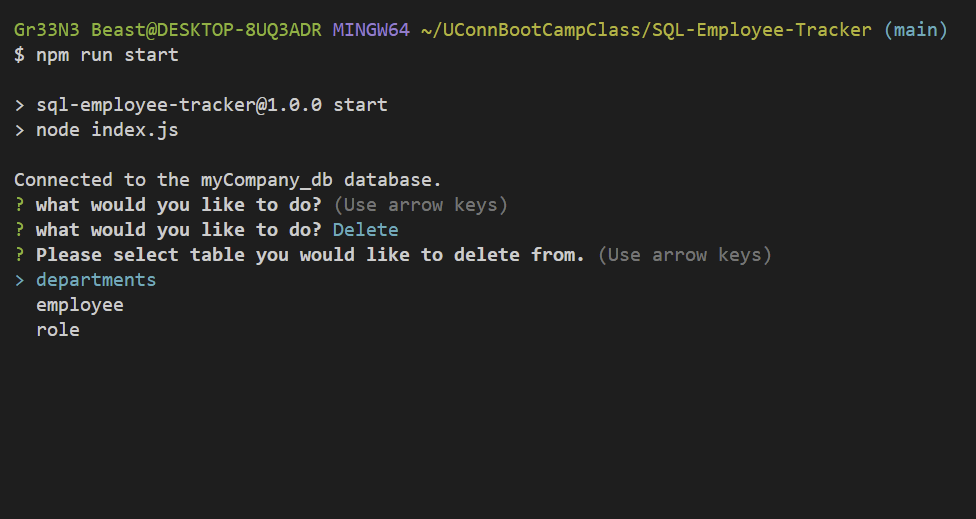 Gr33N3 Beast@DESKTOP-8UQ3ADR MINGW64 ~/UConnBootCampClass/SQL-Employee-Tracker (main)
$ npm run start
> sql-employee-tracker@1.0.0 start
> node index.js
Connected to the myCompany_db database.
? what would you like to do? (Use arrow keys)
? what would you like to do? Delete
? Please select table you would like to delete from. (Use arrow keys)
> departments
employee
role